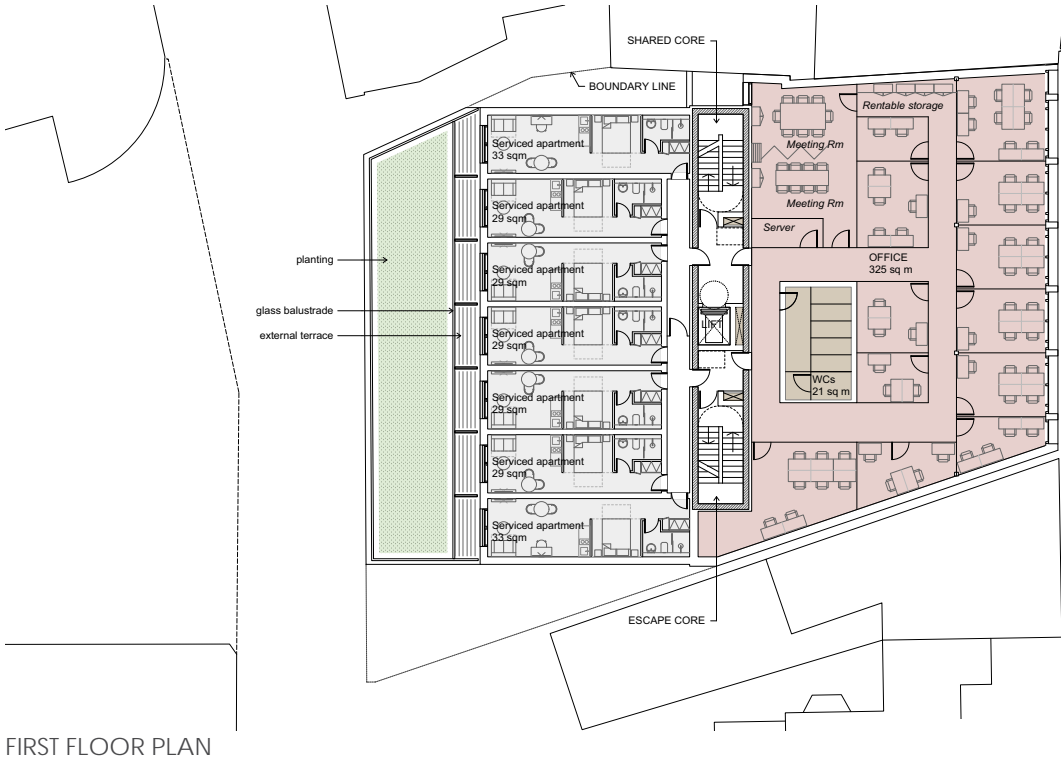 SHARED CORE
BOUNDARY LINE
Rentable storage
Meeting Rm
Serviced apartment
33 sqm
Serviced apartment
29 sqm
Meeting Rm
Server
planting
Serviced apartment
29 sqm
OFFICE
325 sq m
glass balustrade
external terrace
Serviced apartment
29 sqm
LIFT
Serviced apartment
29 sqm
WCs
21 sq m
Serviced apartment
29 sqm
Serviced apartment
33 sqm
ESCAPE CORE
FIRST FLOOR PLAN